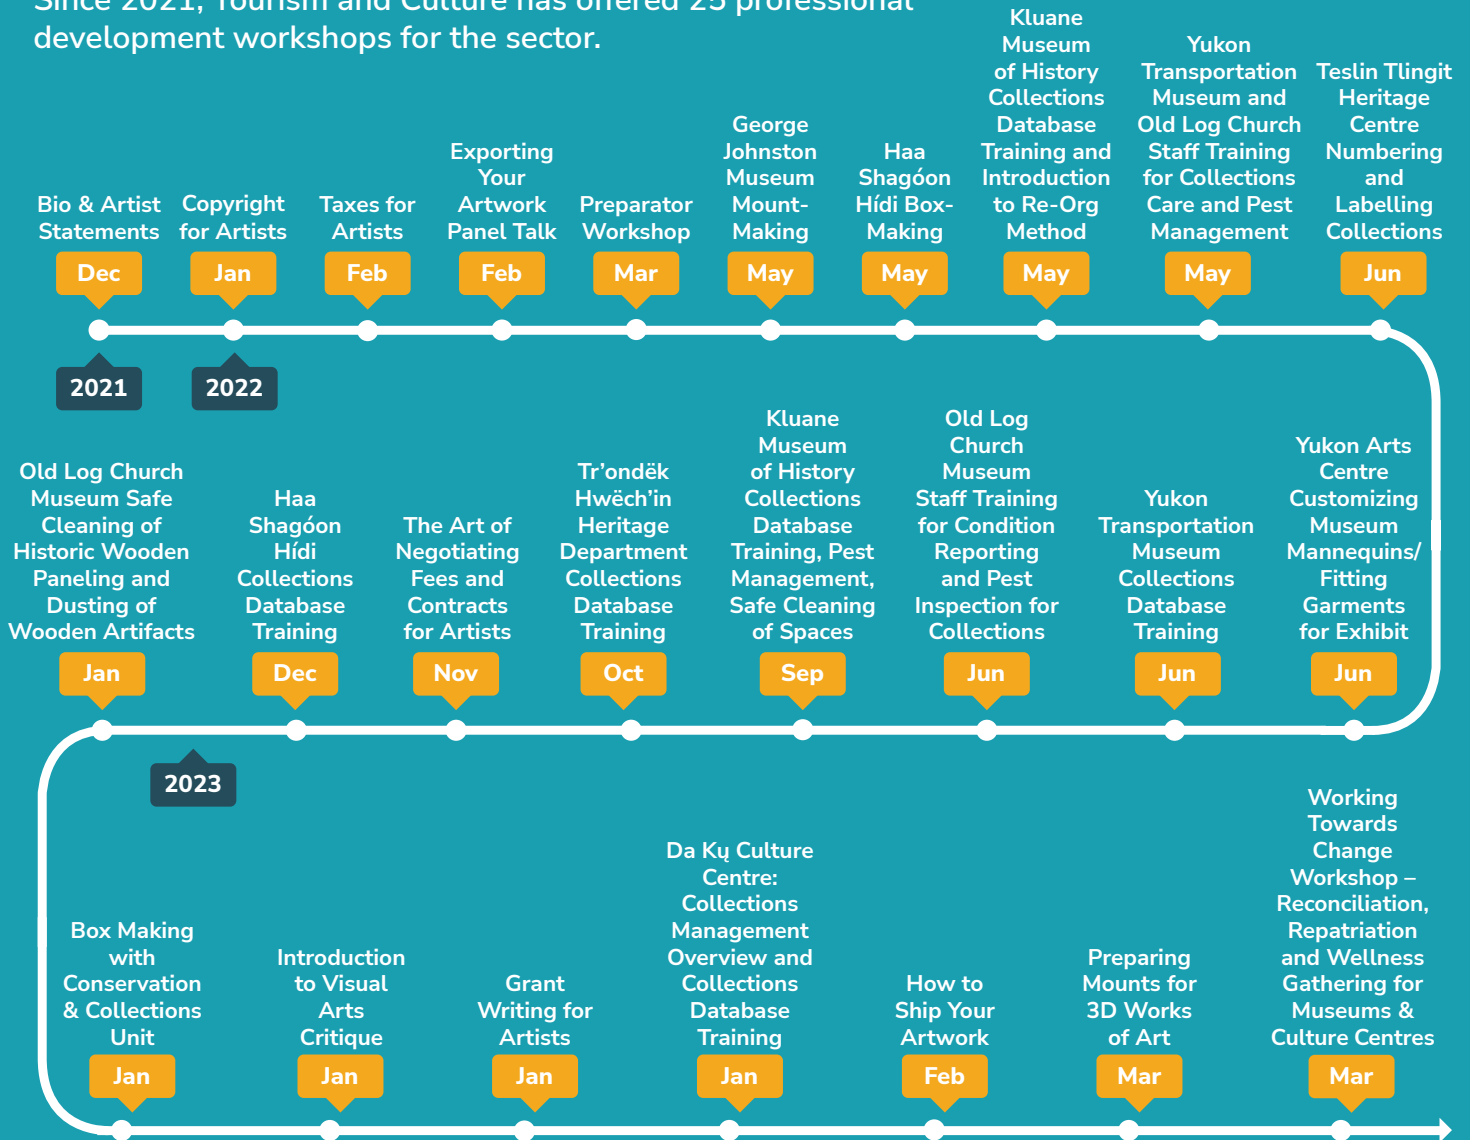 Since 2021, Tourism and Culture has offered 25 professional
development workshops for the sector.
Bio & Artist
Statements
Dec
2021
Copyright
for Artists
Jan
2022
Taxes for
Artists
Feb
Exporting
Your
Artwork
Panel Talk
Feb
Preparator
Workshop
Mar
George
Johnston
Museum
Mount-
Making
May
Haa
Shagóon
Hídi Box-
Making
May
Kluane
Museum
of History
Collections
Database
Training and
Introduction
to Re-Org
Method
May
Yukon
Transportation
Museum and
Old Log Church
Staff Training
for Collections
Care and Pest
Management
May
Teslin Tlingit
Heritage
Centre
Numbering
and
Labelling
Collections
Jun
Yukon Arts
Centre
Customizing
Museum
Mannequins/
Fitting
Garments
for Exhibit
Jun
Yukon
Transportation
Museum
Collections
Database
Training
Jun
Old Log
Church
Museum
Staff Training
for Condition
Reporting
and Pest
Inspection for
Collections
Jun
Kluane
Museum
of History
Collections
Database
Training, Pest
Management,
Safe Cleaning
of Spaces
Sep
Tr’ondëk
Hwëch’in
Heritage
Department
Collections
Database
Training
Oct
The Art of
Negotiating
Fees and
Contracts
for Artists
Nov
Haa
Shagóon
Hídi
Collections
Database
Training
Dec
2023
Old Log Church
Museum Safe
Cleaning of
Historic Wooden
Paneling and
Dusting of
Wooden Artifacts
Jan
Box Making
with
Conservation
& Collections
Unit
Jan
Introduction
to Visual
Arts
Critique
Jan
Grant
Writing for
Artists
Jan
Da Kų Culture
Centre:
Collections
Management
Overview and
Collections
Database
Training
Jan
How to
Ship Your
Artwork
Feb
Preparing
Mounts for
3D Works
of Art
Mar
Working
Towards
Change
Workshop –
Reconciliation,
Repatriation
and Wellness
Gathering for
Museums &
Culture Centres
Mar